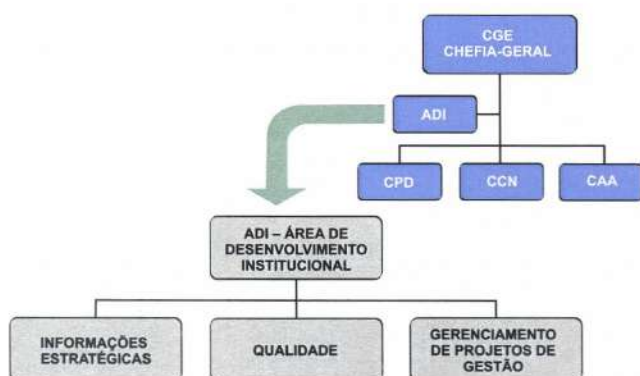 CGE
CHEFIA-GERAL
ADI
CPD
CCN
CAA
ADI – ÁREA DE
DESENVOLVIMENTO
INSTITUCIONAL
INFORMAÇÕES
ESTRATÉGICAS
QUALIDADE
GERENCIAMENTO
DE PROJETOS DE
GESTÃO